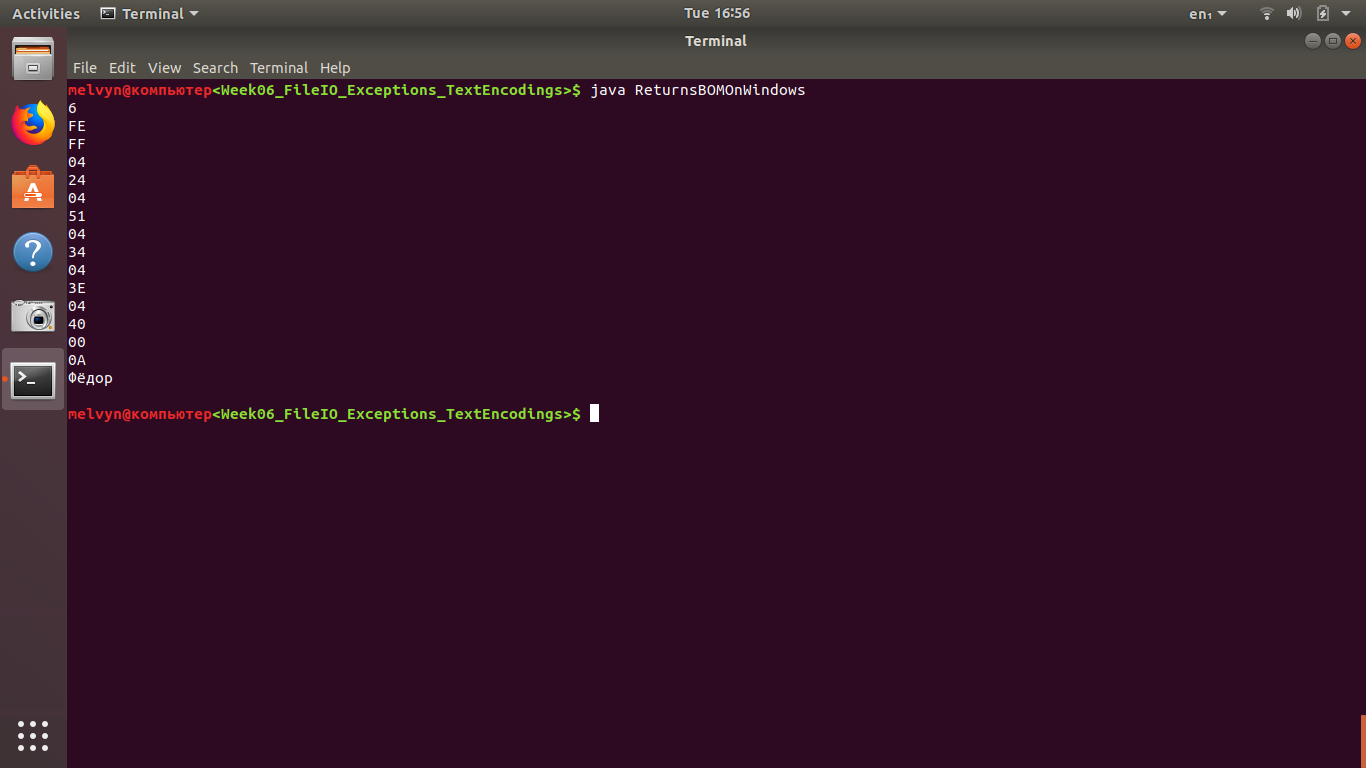 Activities Terminal Tue 16:56 en₁
Terminal
File Edit View Search Terminal Help
melvyn@компьютер<Week06_FileIO_Exceptions_TextEncodings>$ java ReturnsBOMOnWindows
6
FE
FF
04
24
04
51
04
34
04
3E
04
40
00
0A
Фёдор
melvyn@компьютер<Week06_FileIO_Exceptions_TextEncodings>$